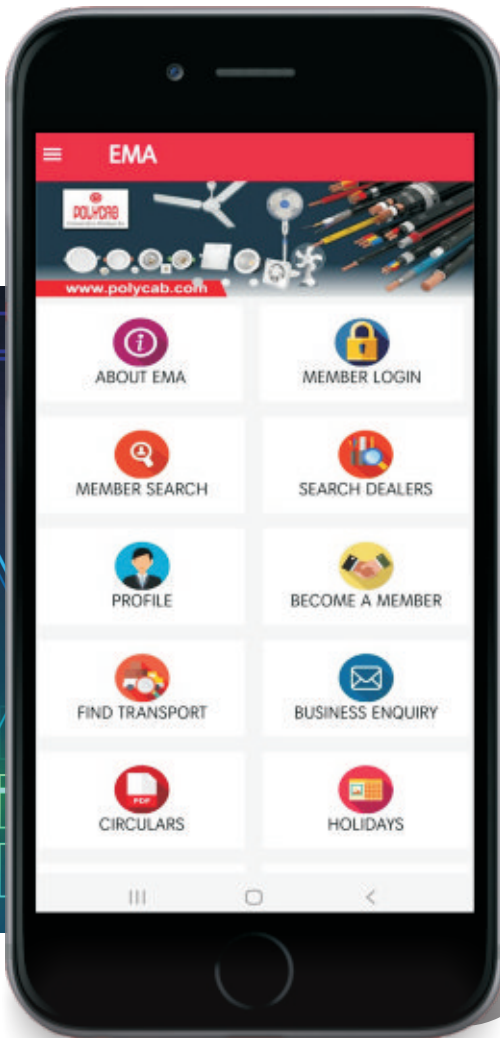 EMA
POLYCAB
www.polycab.com
ABOUT EMA
MEMBER LOGIN
MEMBER SEARCH
SEARCH DEALERS
PROFILE
BECOME A MEMBER
FIND TRANSPORT
BUSINESS ENQUIRY
PDF
CIRCULARS
HOLIDAYS